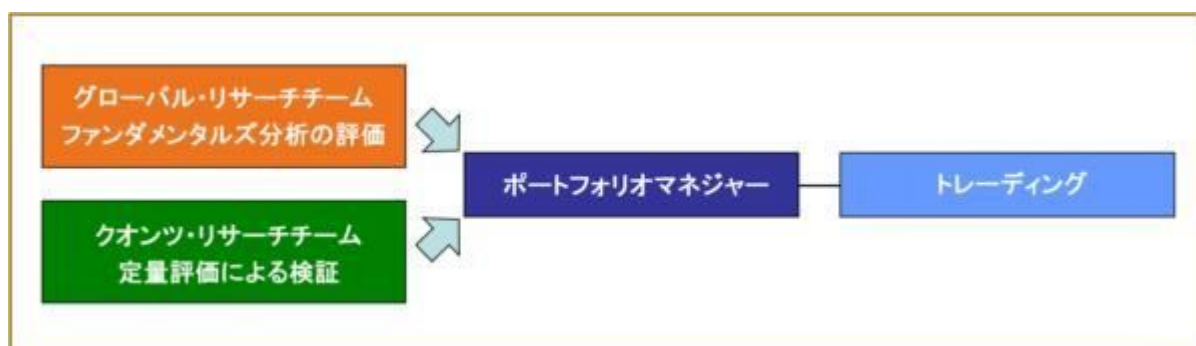 グローバル・リサーチチーム
ファンダメンタルズ分析の評価
クオンツ・リサーチチーム
定量評価による検証
ポートフォリオマネジャー
トレーディング